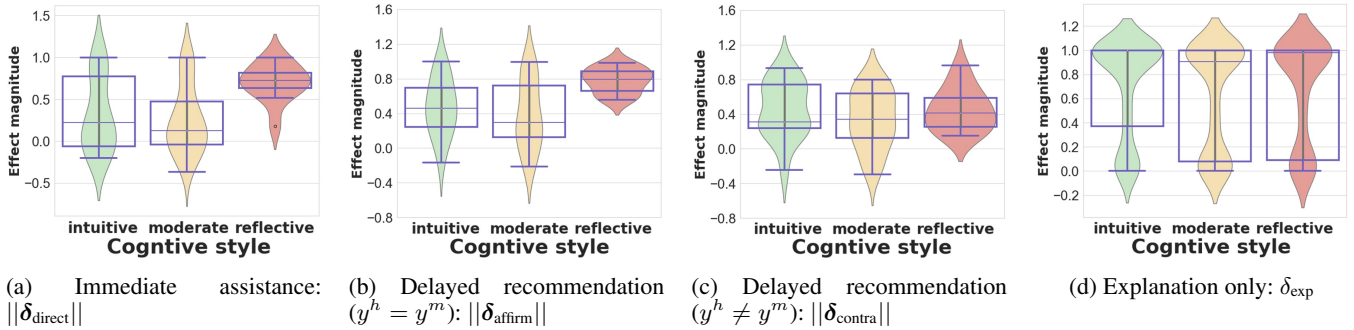 Effect magnitude
1.5
1.0
0.5
0.0
−0.5
intuitive moderate reflective
Cogntive style
(a) Immediate assistance:
||δdirect||
Effect magnitude
1.6
1.2
0.8
0.4
0.0
−0.4
−0.8
intuitive moderate reflective
Cogntive style
(b) Delayed recommendation
(y^h = y^m): ||δaffirm||
Effect magnitude
1.6
1.2
0.8
0.4
0.0
−0.4
−0.8
intuitive moderate reflective
Cogntive style
(c) Delayed recommendation
(y^h ≠ y^m): ||δcontra||
Effect magnitude
1.2
1.0
0.8
0.6
0.4
0.2
0.0
−0.2
intuitive moderate reflective
Cogntive style
(d) Explanation only: δexp